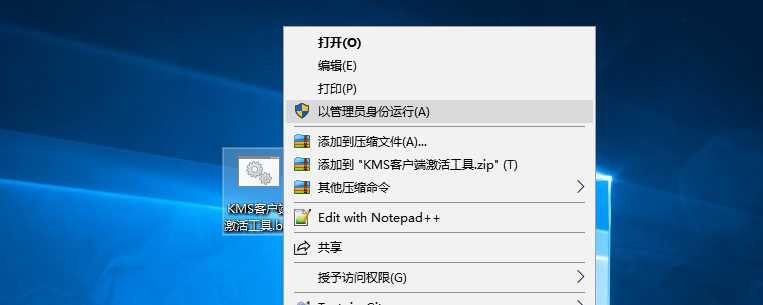 打开(O)
编辑(E)
打印(P)
以管理员身份运行(A)
添加到压缩文件(A)...
添加到 "KMS客户端激活工具.zip" (T)
其他压缩命令
KMS客户端
激活工具.b
Edit with Notepad++
共享
授予访问权限(G)